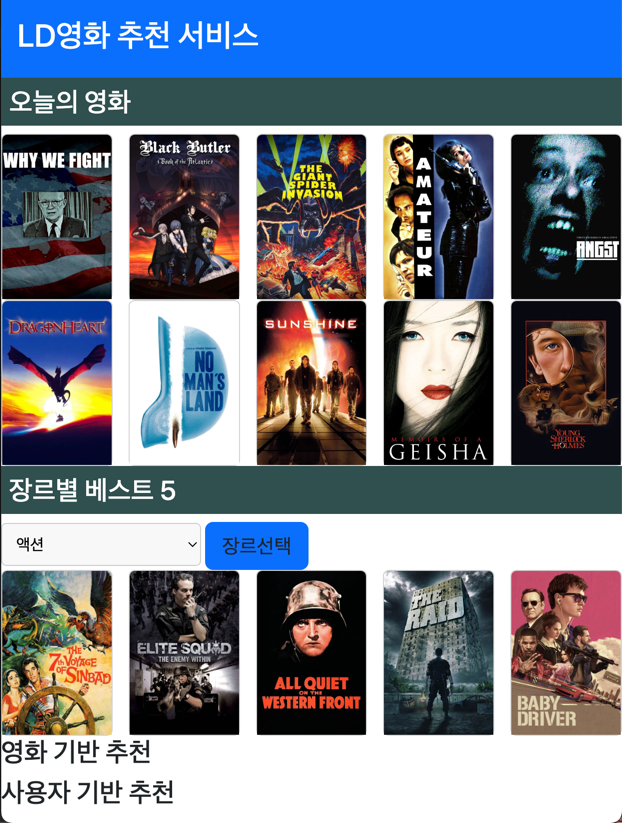 LD영화 추천 서비스
오늘의 영화
WHY WE FIGHT
Black Butler
Book of the Atlantic
THE
GIANT
SPIDER
INVASION
AMATEUR
ANGST
DRAGONHEART
NO
MAN'S
LAND
SUNSHINE
MEMOIRS OF A
GEISHA
YOUNG
SHERLOCK
HOLMES
장르별 베스트 5
액션
장르선택
THE
7th VOYAGE
OF
SINBAD
ELITE SQUAD
THE ENEMY WITHIN
ALL QUIET
ON THE
WESTERN FRONT
THE
RAID
BABY
DRIVER
영화 기반 추천
사용자 기반 추천